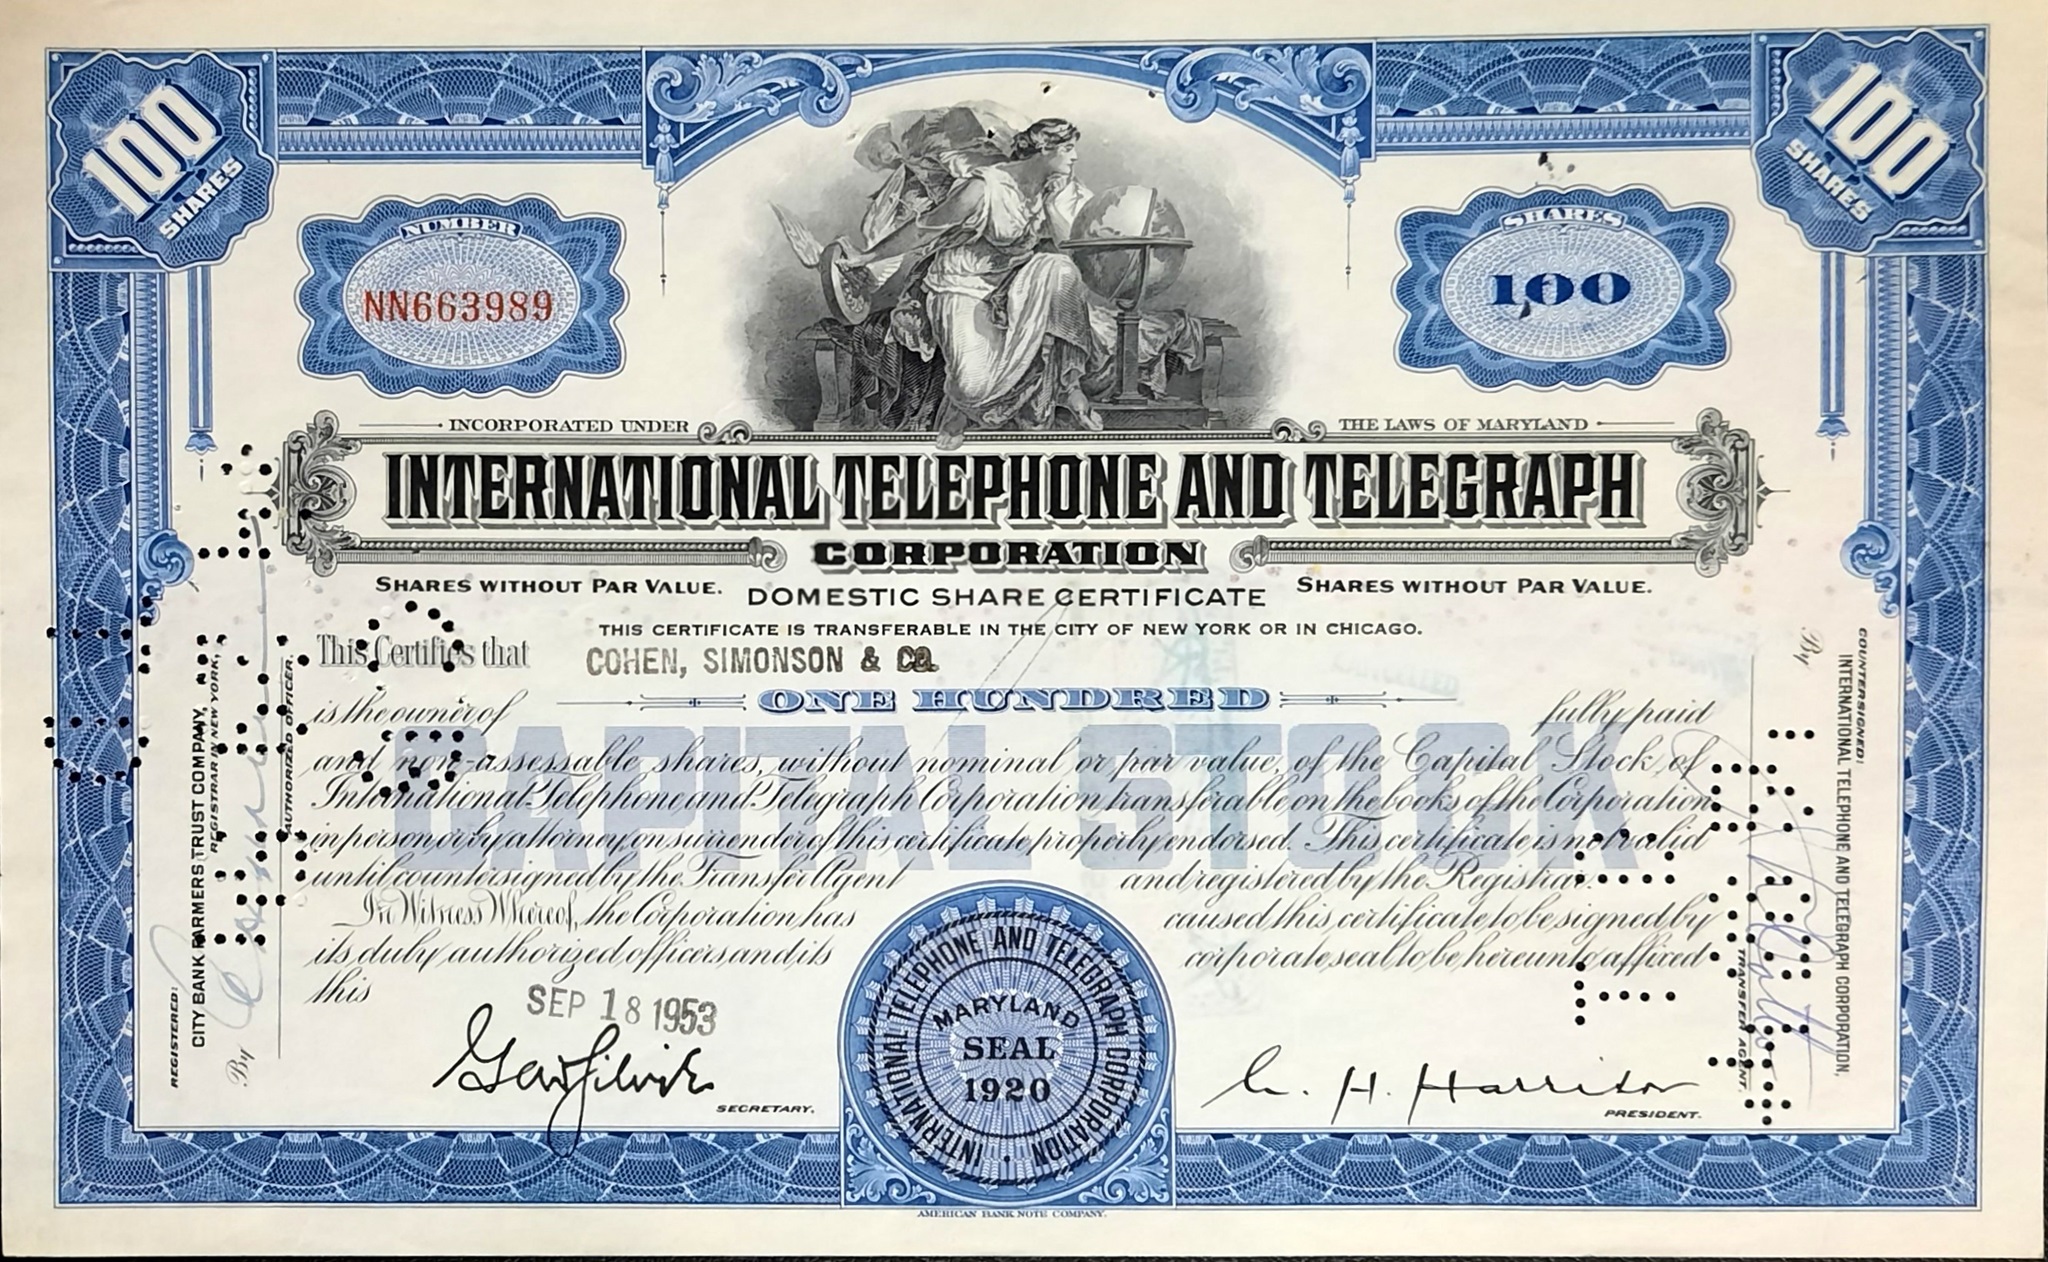 100 SHARES
100 SHARES
NUMBER
NN663989
SHARES
100
INCORPORATED UNDER THE LAWS OF MARYLAND
INTERNATIONAL TELEPHONE AND TELEGRAPH
CORPORATION
SHARES WITHOUT PAR VALUE. DOMESTIC SHARE CERTIFICATE SHARES WITHOUT PAR VALUE.
THIS CERTIFICATE IS TRANSFERABLE IN THE CITY OF NEW YORK OR IN CHICAGO.
This Certifies that COHEN, SIMONSON & CO.
is the owner of ONE HUNDRED fully paid
CAPITAL STOCK
and non-assessable shares, without nominal or par value, of the Capital Stock of
International Telephone and Telegraph Corporation transferable on the books of the Corporation
in person or by attorney, on surrender of this certificate properly endorsed. This certificate is not valid
until countersigned by the Transfer Agent and registered by the Registrar.
In Witness Whereof, the Corporation has caused this certificate to be signed by
its duly authorized officers, and its corporate seal to be hereunto affixed
this SEP 18 1953
SECRETARY.
C. H. Harrison
PRESIDENT.
INTERNATIONAL TELEPHONE AND TELEGRAPH CORPORATION
MARYLAND
SEAL
1920
REGISTERED:
CITY BANK FARMERS TRUST COMPANY,
REGISTRAR IN NEW YORK,
By
AUTHORIZED OFFICER.
COUNTERSIGNED:
INTERNATIONAL TELEPHONE AND TELEGRAPH CORPORATION,
By
TRANSFER AGENT.
AMERICAN BANK NOTE COMPANY.